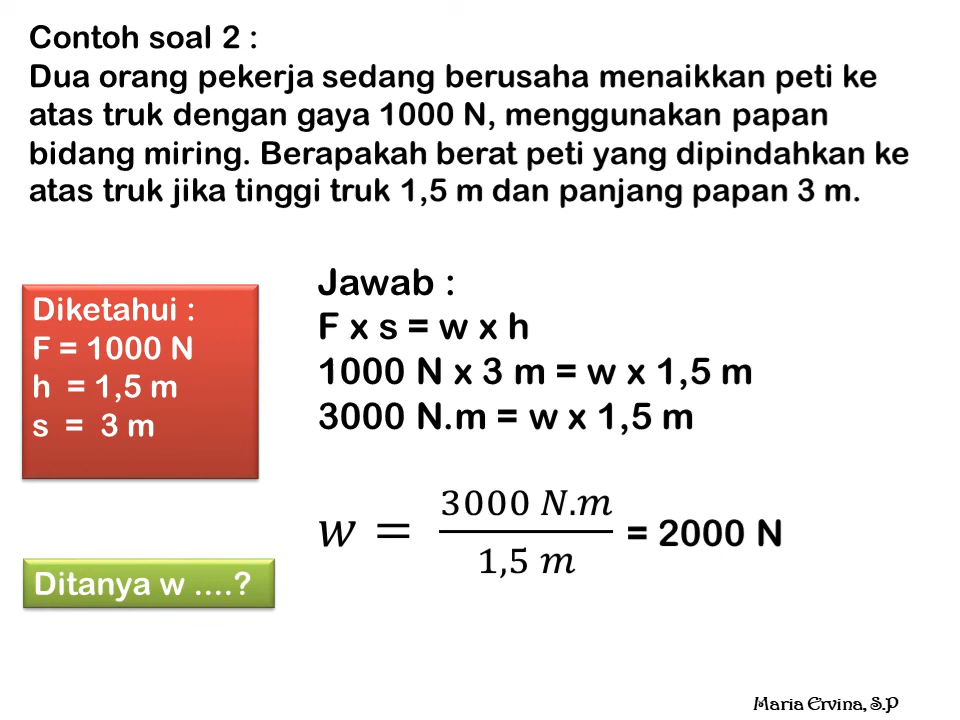 Contoh soal 2 :
Dua orang pekerja sedang berusaha menaikkan peti ke
atas truk dengan gaya 1000 N, menggunakan papan
bidang miring. Berapakah berat peti yang dipindahkan ke
atas truk jika tinggi truk 1,5 m dan panjang papan 3 m.
Diketahui :
F = 1000 N
h = 1,5 m
s = 3 m
Ditanya w ....?
Jawab :
F x s = w x h
1000 N x 3 m = w x 1,5 m
3000 N.m = w x 1,5 m
3000 N.m
w = = 2000 N
1,5 m
Maria Ervina, S.P